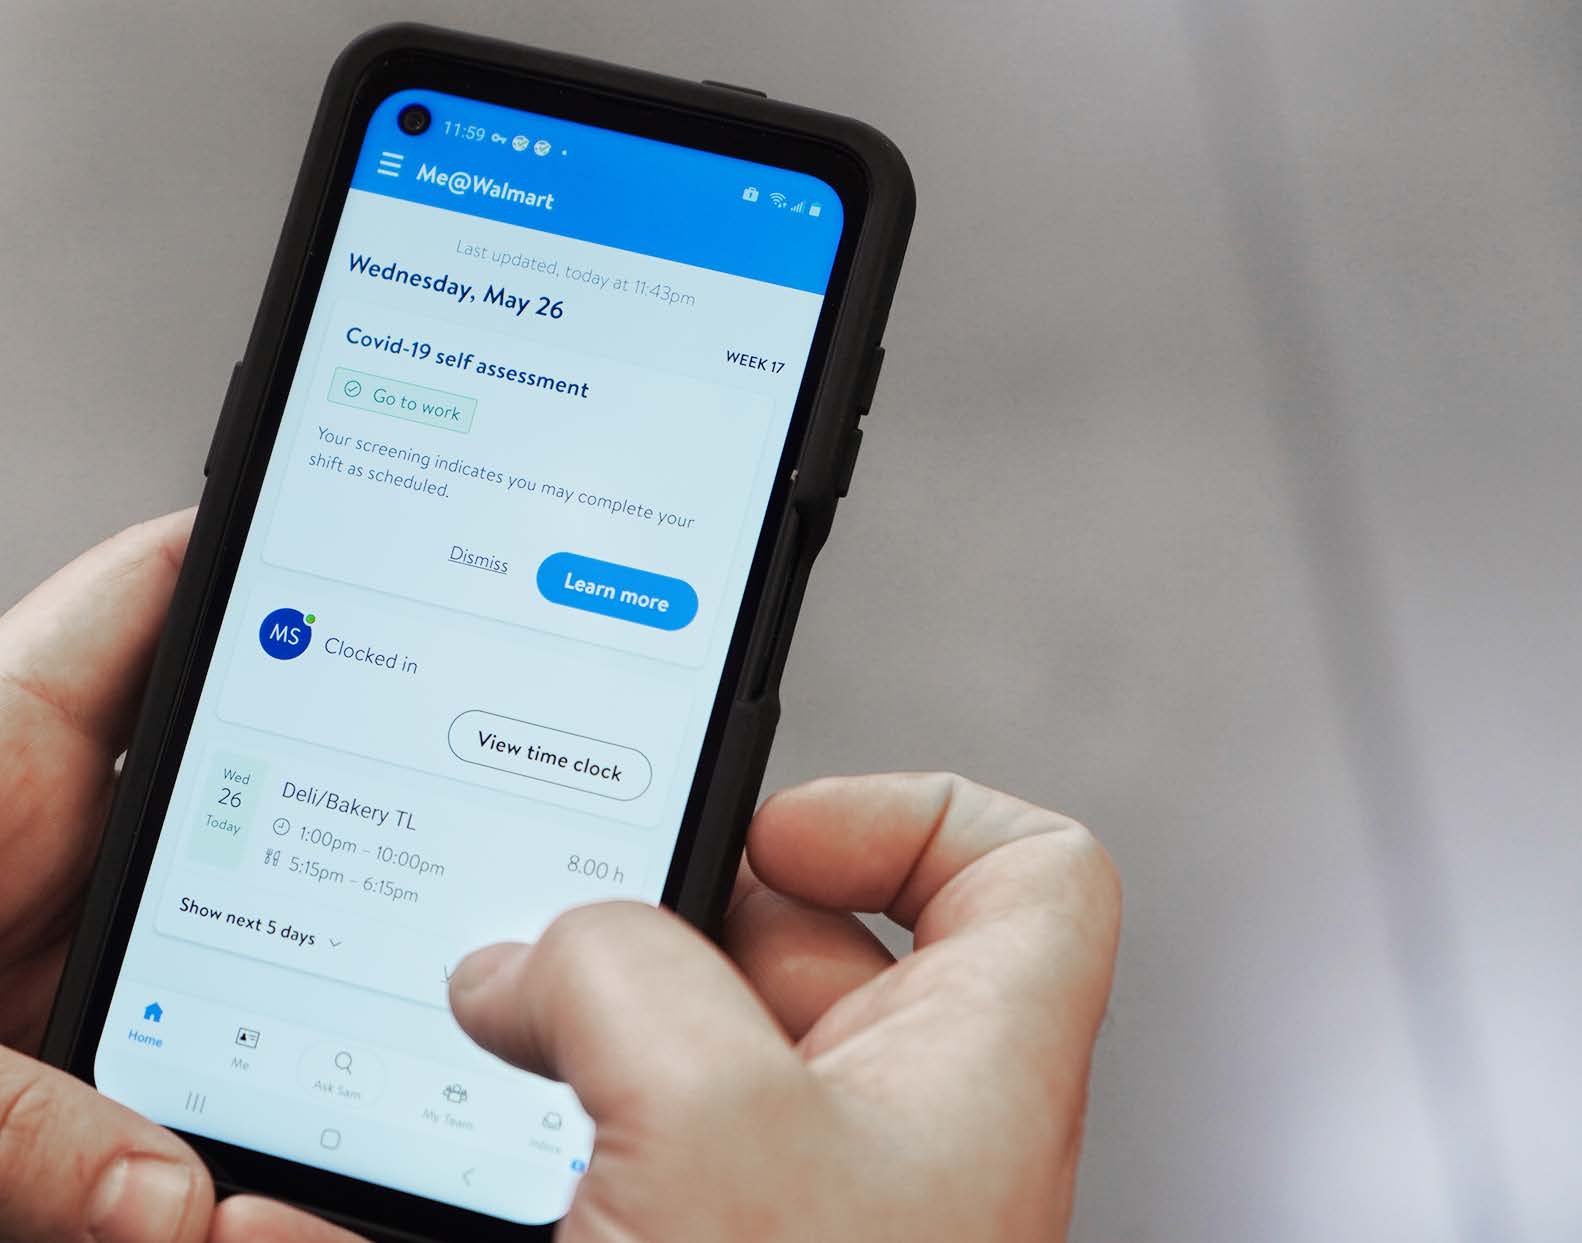 11:59
Me@Walmart
Last updated, today at 11:43pm
Wednesday, May 26
WEEK 17
Covid-19 self assessment
Go to work
Your screening indicates you may complete your
shift as scheduled.
Dismiss
Learn more
MS
Clocked in
View time clock
Wed
26
Today
Deli/Bakery TL
1:00pm – 10:00pm
8.00 h
5:15pm – 6:15pm
Show next 5 days
Home
Me
Ask Sam
My Team
Inbox